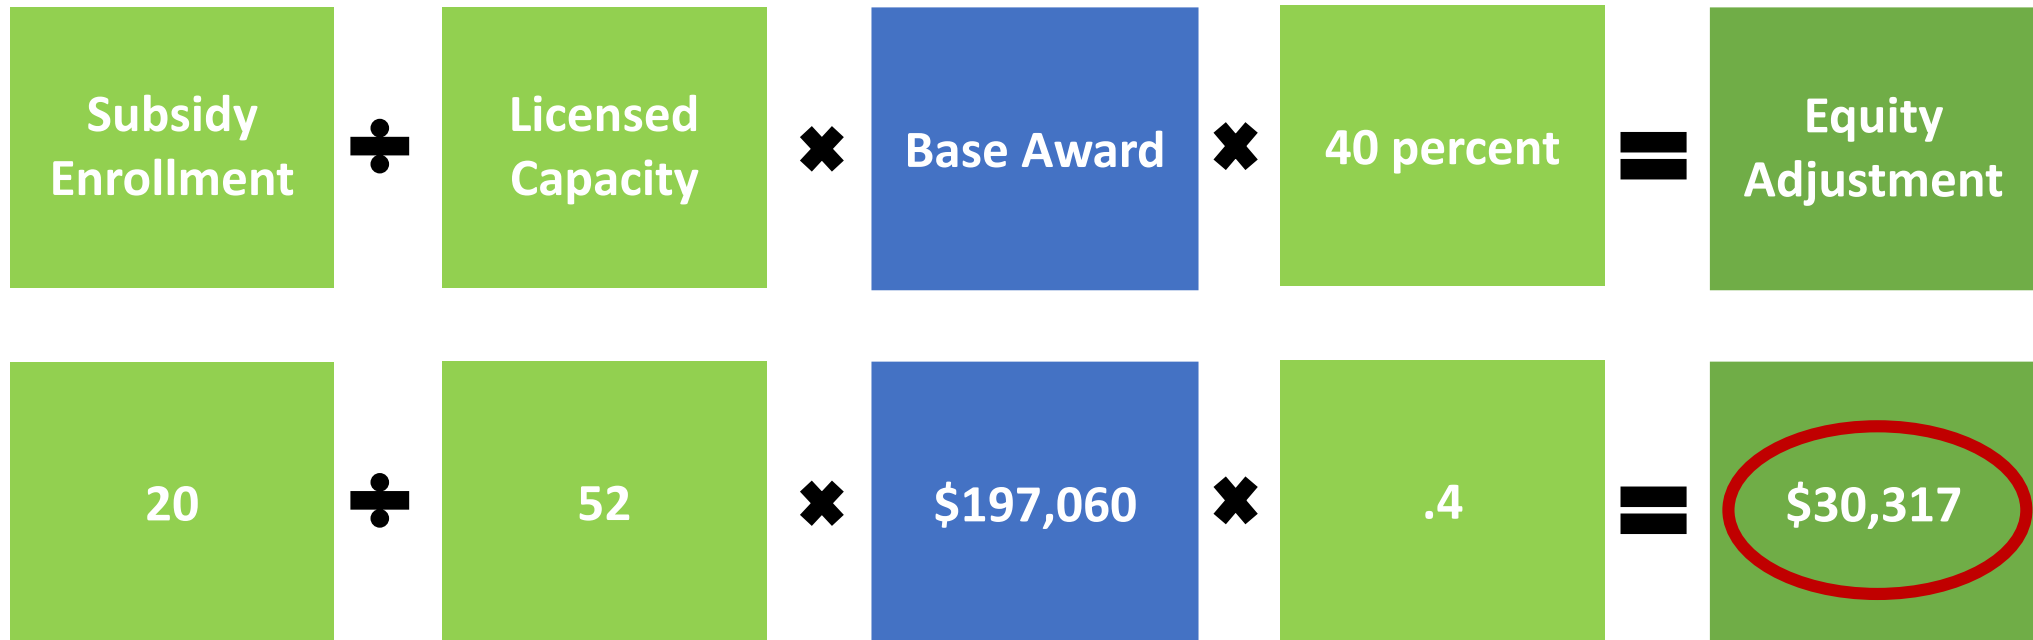 Subsidy
Enrollment
÷
Licensed
Capacity
×
Base Award
×
40 percent
=
Equity
Adjustment
20
÷
52
×
$197,060
×
.4
=
$30,317